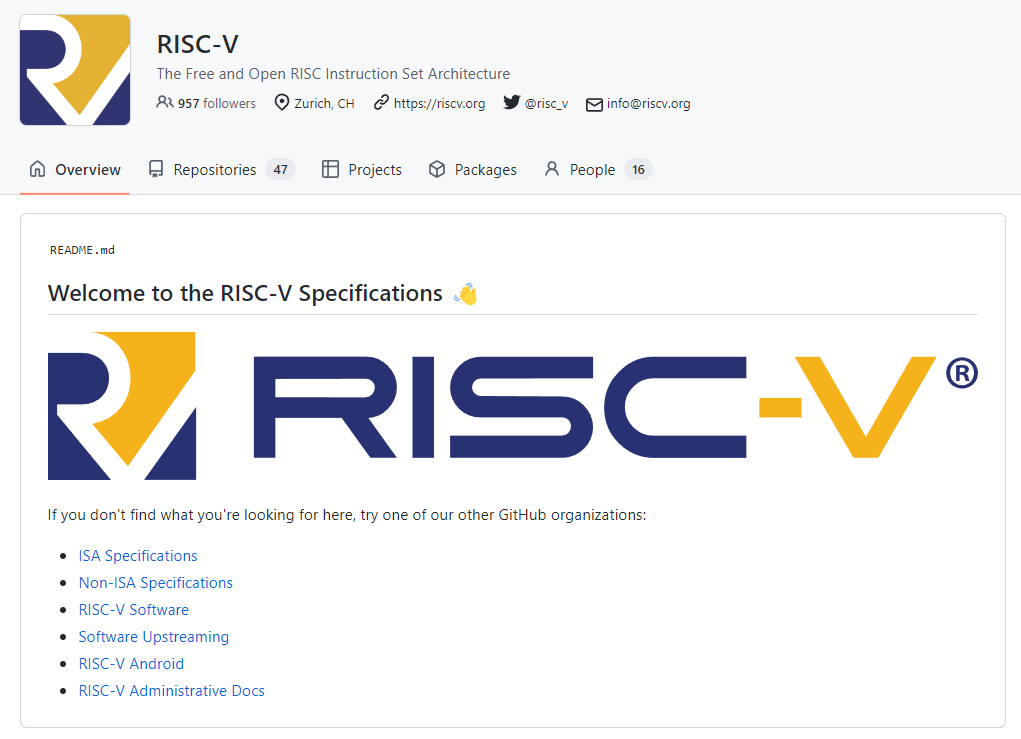 RISC-V
The Free and Open RISC Instruction Set Architecture
957 followers Zurich, CH https://riscv.org @risc_v info@riscv.org
Overview Repositories 47 Projects Packages People 16
README.md
Welcome to the RISC-V Specifications 👋
RISC-V®
If you don't find what you're looking for here, try one of our other GitHub organizations:
• ISA Specifications
• Non-ISA Specifications
• RISC-V Software
• Software Upstreaming
• RISC-V Android
• RISC-V Administrative Docs